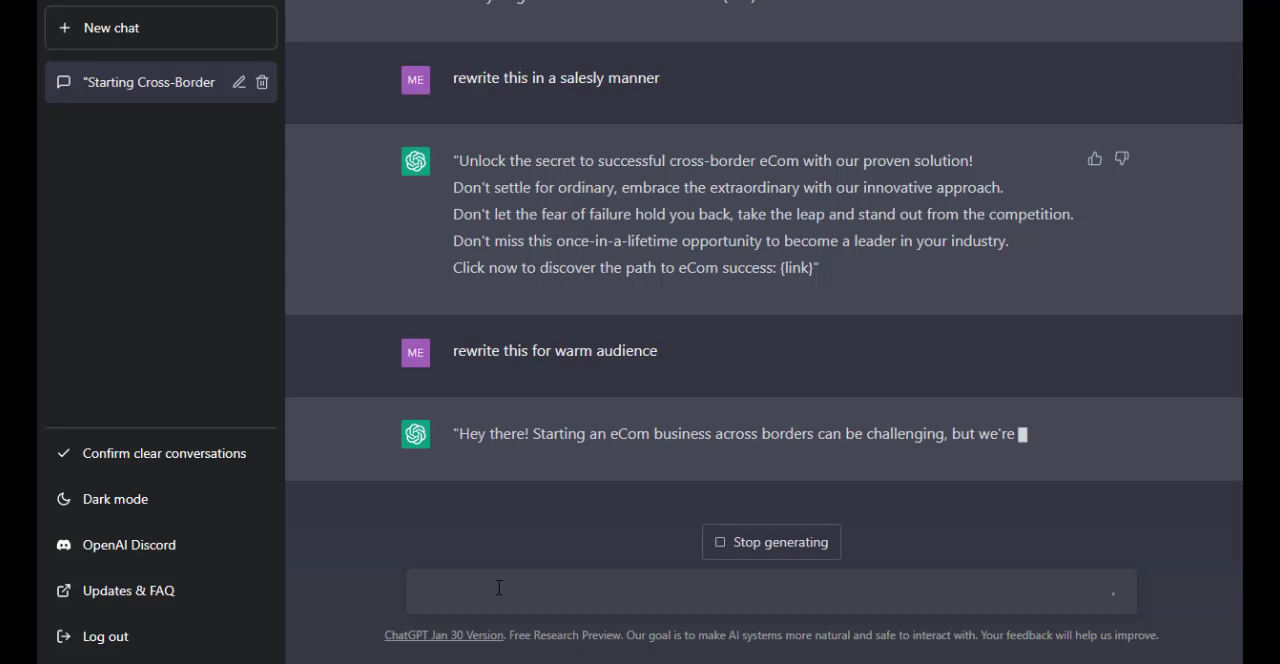 New chat
"Starting Cross-Border
ME
rewrite this in a salesly manner
"Unlock the secret to successful cross-border eCom with our proven solution!
Don't settle for ordinary, embrace the extraordinary with our innovative approach.
Don't let the fear of failure hold you back, take the leap and stand out from the competition.
Don't miss this once-in-a-lifetime opportunity to become a leader in your industry.
Click now to discover the path to eCom success: {link}"
ME
rewrite this for warm audience
"Hey there! Starting an eCom business across borders can be challenging, but we're
Confirm clear conversations
Dark mode
OpenAI Discord
Updates & FAQ
Log out
Stop generating
ChatGPT Jan 30 Version. Free Research Preview. Our goal is to make AI systems more natural and safe to interact with. Your feedback will help us improve.